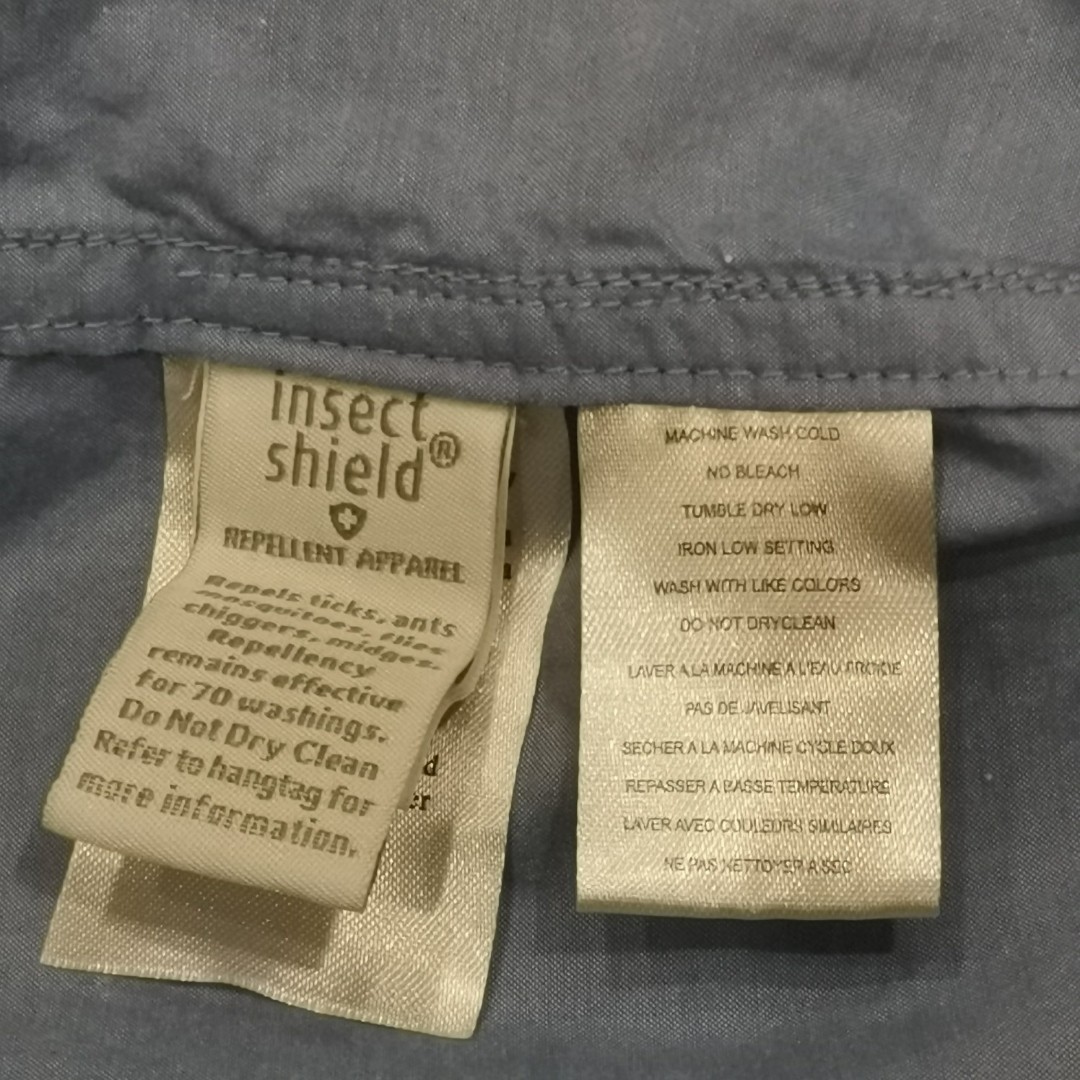 insect
shield®
REPELLENT APPAREL
Repels ticks, ants
mosquitoes, flies
chiggers, midges.
Repellency
remains effective
for 70 washings.
Do Not Dry Clean
Refer to hangtag for
more information.
MACHINE WASH COLD
NO BLEACH
TUMBLE DRY LOW
IRON LOW SETTING
WASH WITH LIKE COLORS
DO NOT DRYCLEAN
LAVER A LA MACHINE A L'EAU FROIDE
PAS DE JAVELISANT
SECHER A LA MACHINE CYCLE DOUX
REPASSER A BASSE TEMPERATURE
LAVER AVEC COULEURS SIMILAIRES
NE PAS NETTOYER A SEC